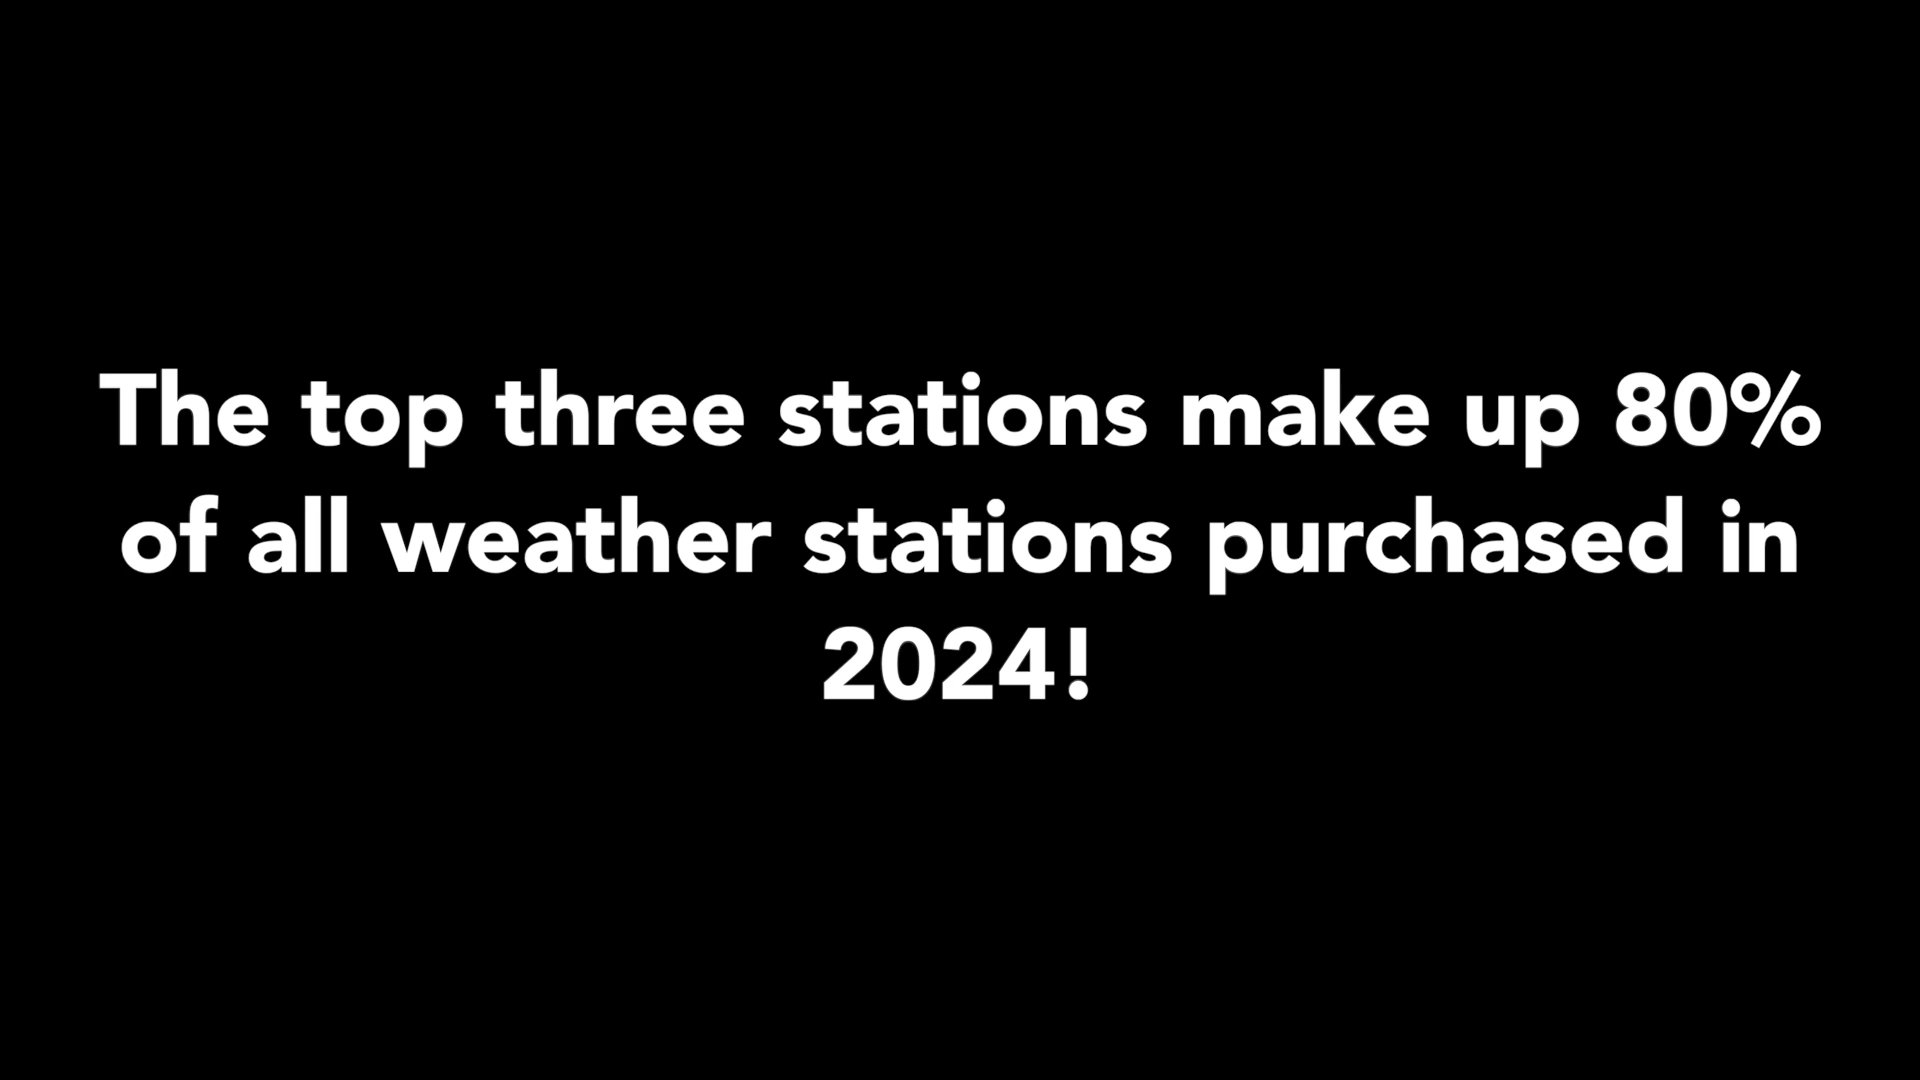 The top three stations make up 80%
of all weather stations purchased in
2024!